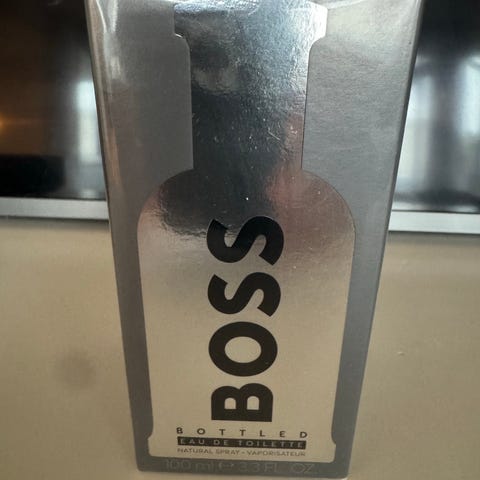 BOSS
BOTTLED
EAU DE TOILETTE
NATURAL SPRAY • VAPORISATEUR
100 ml ℮ 3.3 FL. OZ.